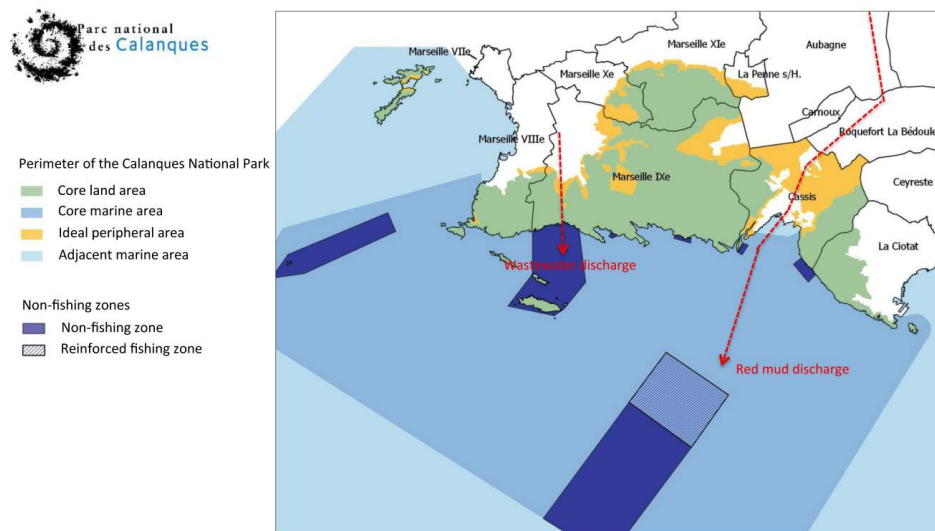 Parc national
des Calanques
Perimeter of the Calanques National Park
Core land area
Core marine area
Ideal peripheral area
Adjacent marine area
Non-fishing zones
Non-fishing zone
Reinforced fishing zone
Marseille VIIe
Marseille XIe
Aubagne
Marseille Xe
La Penne s/H.
Carnoux
Marseille VIIIe
Roquefort La Bédoule
Marseille IXe
Ceyreste
Cassis
La Ciotat
Wastewater discharge
Red mud discharge